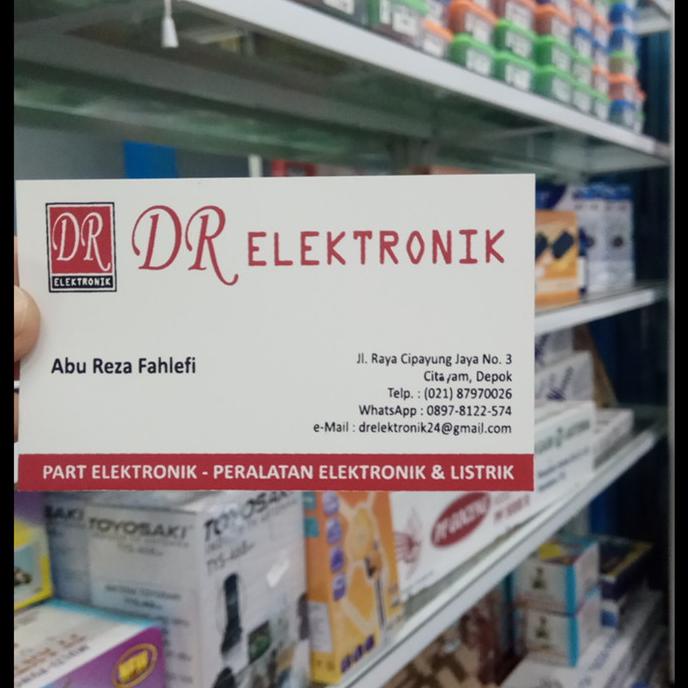 DR
ELEKTRONIK
DR ELEKTRONIK
Abu Reza Fahlefi
Jl. Raya Cipayung Jaya No. 3
Citayam, Depok
Telp. : (021) 87970026
WhatsApp : 0897-8122-574
e-Mail : drelektronik24@gmail.com
PART ELEKTRONIK - PERALATAN ELEKTRONIK & LISTRIK
TOYOSAKI